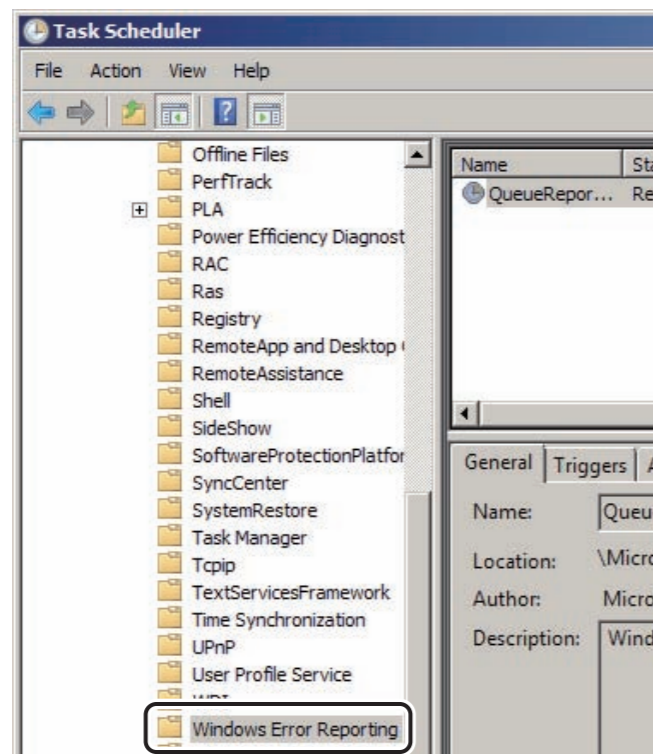 Task Scheduler
File Action View Help
Offline Files
PerfTrack
PLA
Power Efficiency Diagnost
RAC
Ras
Registry
RemoteApp and Desktop
RemoteAssistance
Shell
SideShow
SoftwareProtectionPlatfor
SyncCenter
SystemRestore
Task Manager
Tcpip
TextServicesFramework
Time Synchronization
UPnP
User Profile Service
Windows Error Reporting
Name Sta
QueueRepor... Re
General Triggers A
Name: Queu
Location: \Micro
Author: Micro
Description: Wind